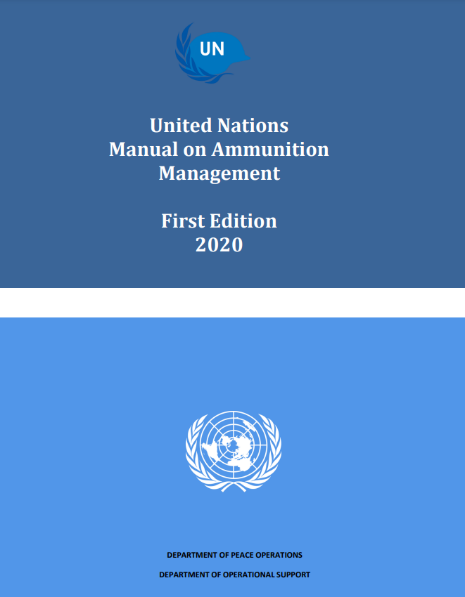 UN
United Nations
Manual on Ammunition
Management
First Edition
2020
DEPARTMENT OF PEACE OPERATIONS
DEPARTMENT OF OPERATIONAL SUPPORT